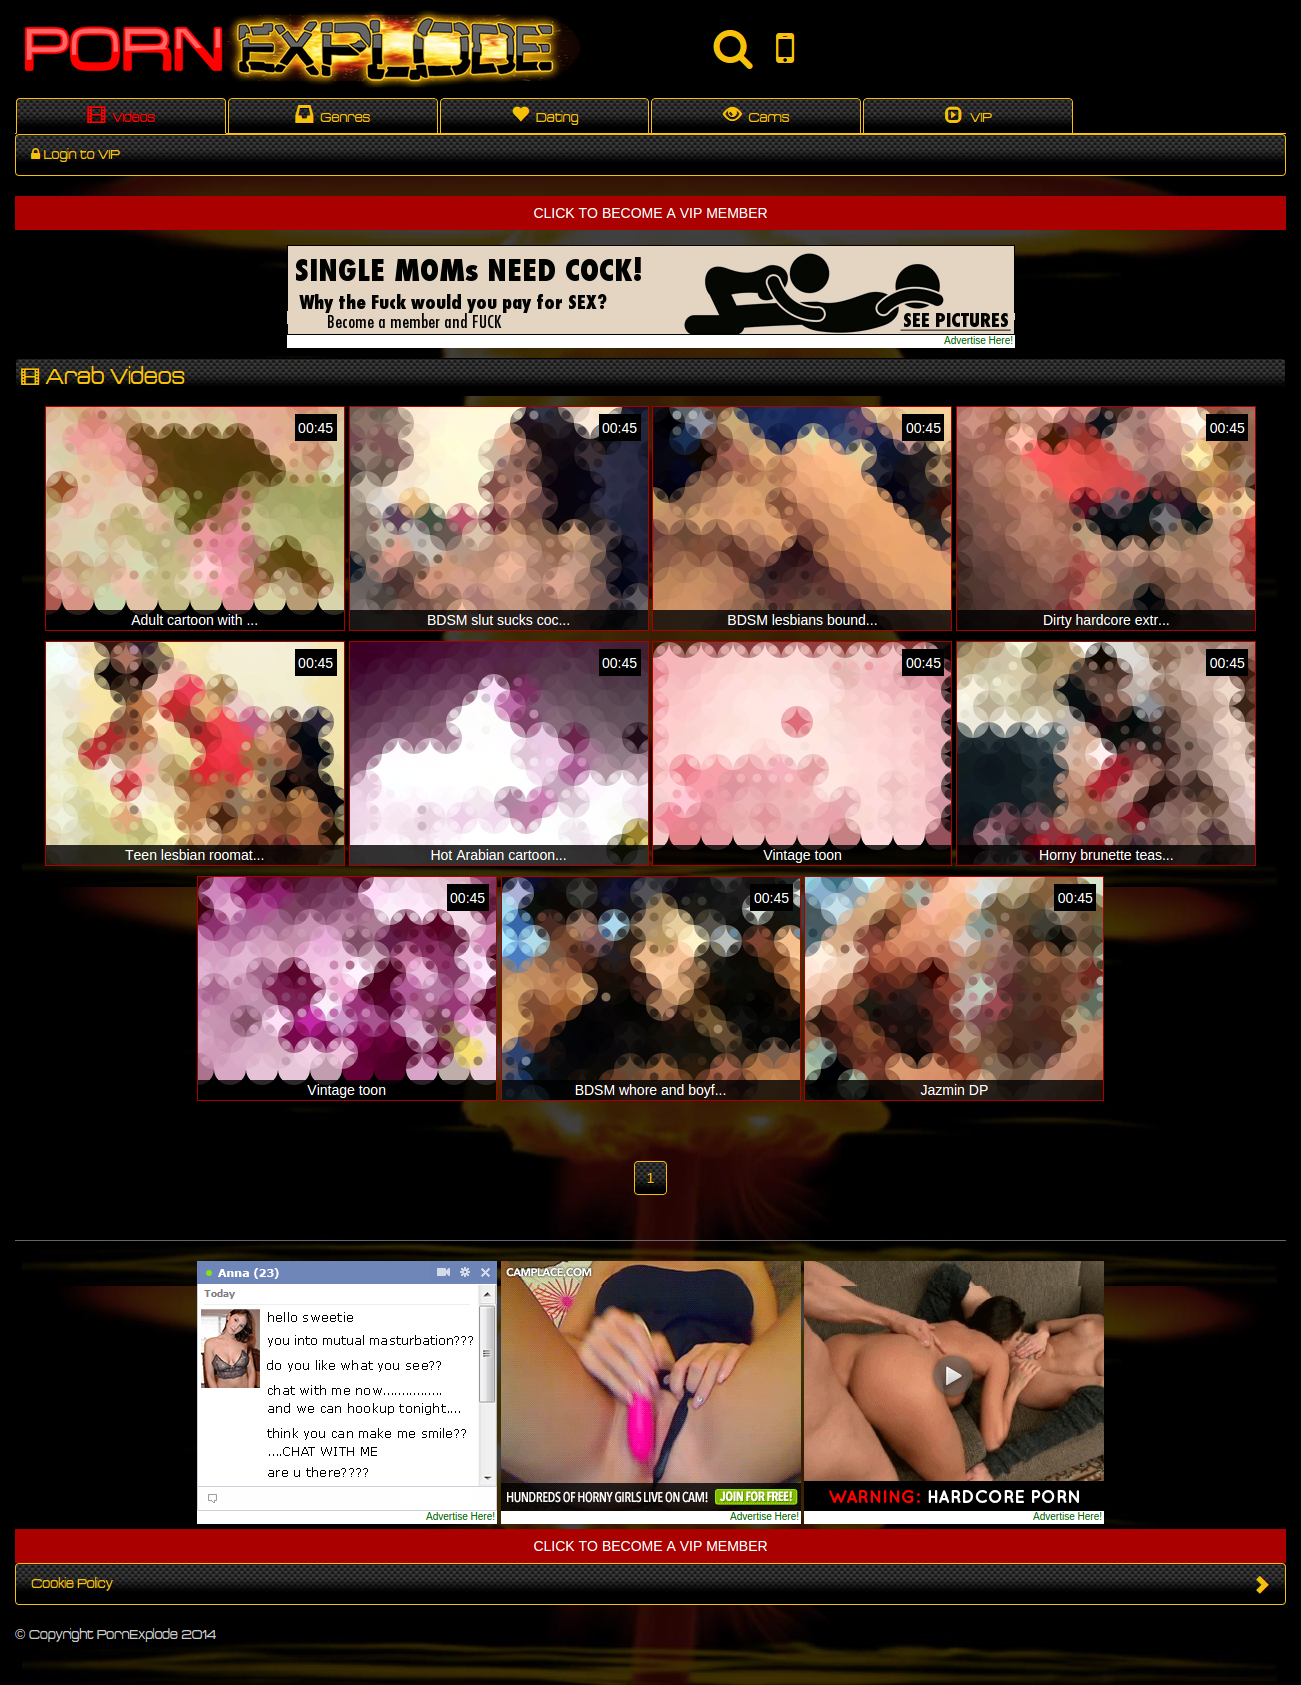 PORN EXPLODE
Videos
Genres
Dating
Cams
VIP
Login to VIP
CLICK TO BECOME A VIP MEMBER
SINGLE MOMs NEED COCK!
Why the Fuck would you pay for SEX?
Become a member and FUCK
SEE PICTURES
Advertise Here!
Arab Videos
00:45
00:45
00:45
00:45
Adult cartoon with ...
BDSM slut sucks coc...
BDSM lesbians bound...
Dirty hardcore extr...
00:45
00:45
00:45
00:45
Teen lesbian roomat...
Hot Arabian cartoon...
Vintage toon
Horny brunette teas...
00:45
00:45
00:45
Vintage toon
BDSM whore and boyf...
Jazmin DP
1
Anna (23)
Today
hello sweetie
you into mutual masturbation???
do you like what you see??
chat with me now...............
and we can hookup tonight....
think you can make me smile??
....CHAT WITH ME
are u there????
Advertise Here!
CAMPLACE.COM
HUNDREDS OF HORNY GIRLS LIVE ON CAM!
JOIN FOR FREE!
Advertise Here!
WARNING: HARDCORE PORN
Advertise Here!
CLICK TO BECOME A VIP MEMBER
Cookie Policy
© Copyright PornExplode 2014